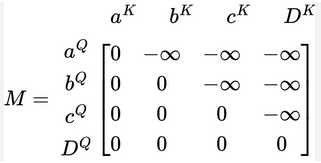 a^K b^K c^K D^K
a^Q [0 −∞ −∞ −∞]
b^Q [0 0 −∞ −∞]
M = c^Q [0 0 0 −∞]
D^Q [0 0 0 0]